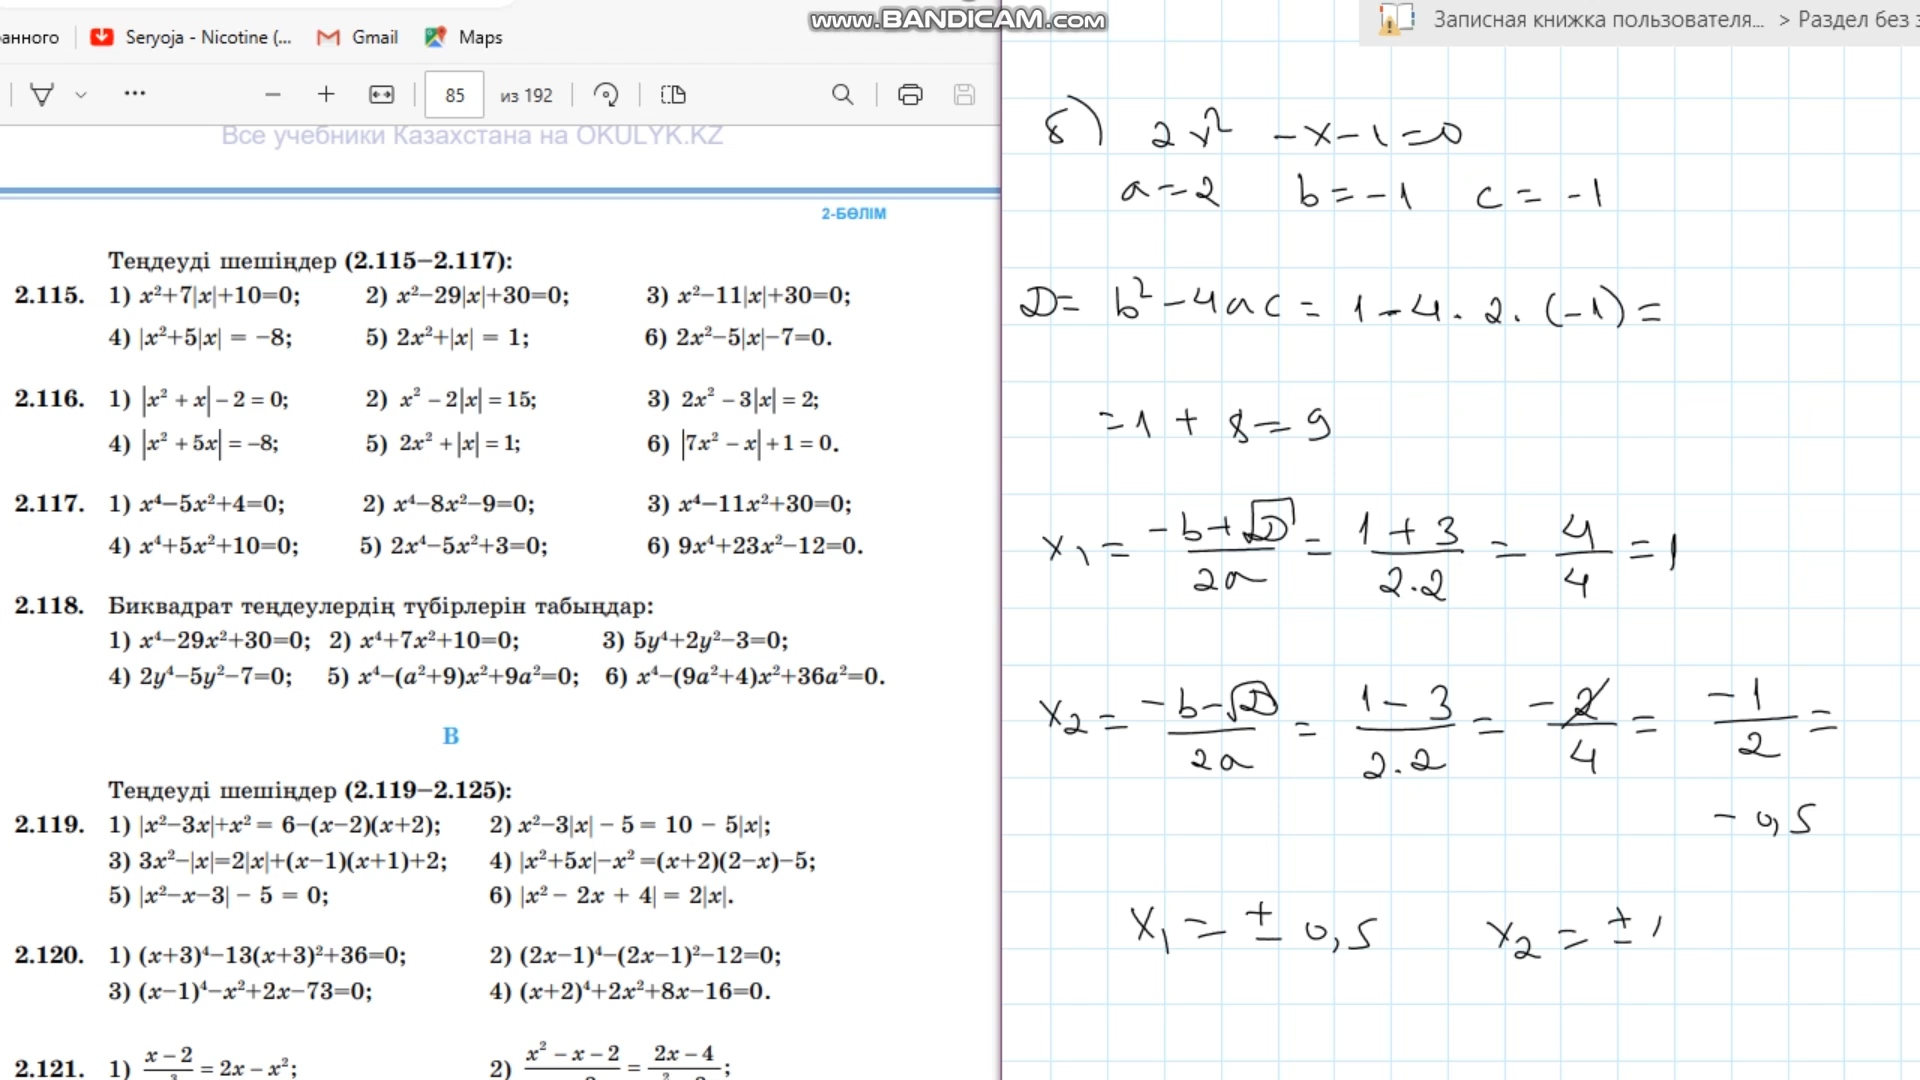 www.BANDICAM.com
анного Seryoja - Nicotine (... Gmail Maps
Записная книжка пользователя... > Раздел без з
85 из 192
Все учебники Казахстана на OKULYK.KZ
2-БӨЛІМ
Теңдеуді шешіңдер (2.115–2.117):
2.115. 1) x²+7|x|+10=0; 2) x²–29|x|+30=0; 3) x²–11|x|+30=0;
4) |x²+5|x| = –8; 5) 2x²+|x| = 1; 6) 2x²–5|x|–7=0.
2.116. 1) |x² + x| – 2 = 0; 2) x² – 2|x| = 15; 3) 2x² – 3|x| = 2;
4) |x² + 5x| = –8; 5) 2x² + |x| = 1; 6) |7x² – x| + 1 = 0.
2.117. 1) x⁴–5x²+4=0; 2) x⁴–8x²–9=0; 3) x⁴–11x²+30=0;
4) x⁴+5x²+10=0; 5) 2x⁴–5x²+3=0; 6) 9x⁴+23x²–12=0.
2.118. Биквадрат теңдеулердің түбірлерін табыңдар:
1) x⁴–29x²+30=0; 2) x⁴+7x²+10=0; 3) 5y⁴+2y²–3=0;
4) 2y⁴–5y²–7=0; 5) x⁴–(a²+9)x²+9a²=0; 6) x⁴–(9a²+4)x²+36a²=0.
В
Теңдеуді шешіңдер (2.119–2.125):
2.119. 1) |x²–3x|+x² = 6–(x–2)(x+2); 2) x²–3|x| – 5 = 10 – 5|x|;
3) 3x²–|x|=2|x|+(x–1)(x+1)+2; 4) |x²+5x|–x² =(x+2)(2–x)–5;
5) |x²–x–3| – 5 = 0; 6) |x² – 2x + 4| = 2|x|.
2.120. 1) (x+3)⁴–13(x+3)²+36=0; 2) (2x–1)⁴–(2x–1)²–12=0;
3) (x–1)⁴–x²+2x–73=0; 4) (x+2)⁴+2x²+8x–16=0.
2.121. 1) x – 2 = 2x – x²; 2) x² – x – 2 = 2x – 4 ;
б) 2x² – x – 1 = 0
a = 2 b = –1 c = –1
D = b² – 4ac = 1 – 4 · 2 · (–1) =
= 1 + 8 = 9
x₁ = (–b + √D)/2a = (1 + 3)/2·2 = 4/4 = 1
x₂ = (–b – √D)/2a = (1 – 3)/2·2 = –2/4 = –1/2 =
– 0,5
x₁ = ± 0,5 x₂ = ±